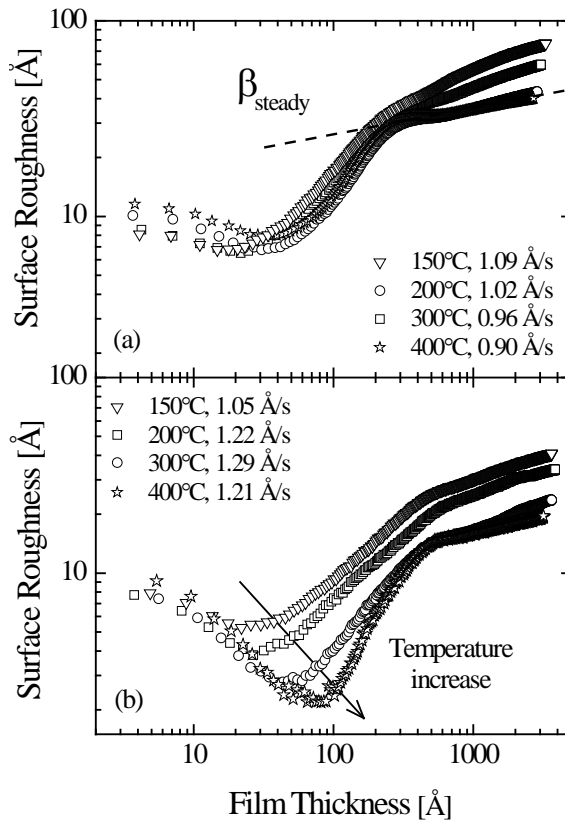 100
β steady
Surface Roughness [Å]
10
▽ 150°C, 1.09 Å/s
○ 200°C, 1.02 Å/s
□ 300°C, 0.96 Å/s
☆ 400°C, 0.90 Å/s
(a)
100
▽ 150°C, 1.05 Å/s
□ 200°C, 1.22 Å/s
○ 300°C, 1.29 Å/s
☆ 400°C, 1.21 Å/s
Surface Roughness [Å]
10
Temperature
increase
(b)
10 100 1000
Film Thickness [Å]